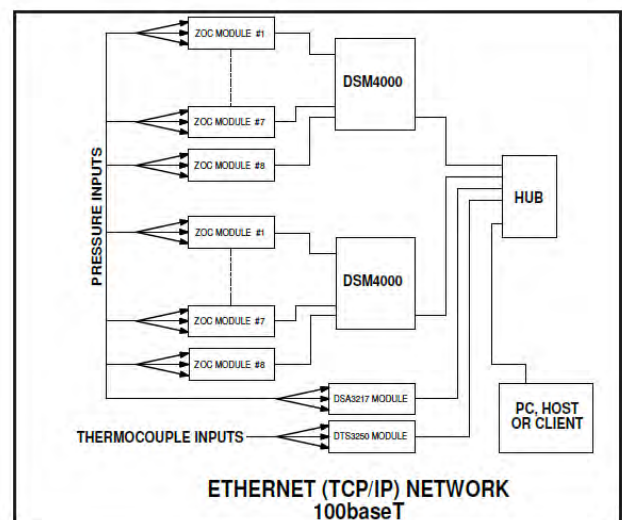 ZOC MODULE #1
DSM4000
ZOC MODULE #7
ZOC MODULE #8
PRESSURE INPUTS
HUB
ZOC MODULE #1
DSM4000
ZOC MODULE #7
ZOC MODULE #8
DSA3217 MODULE
PC, HOST
OR CLIENT
THERMOCOUPLE INPUTS
DTS3250 MODULE
ETHERNET (TCP/IP) NETWORK
100baseT